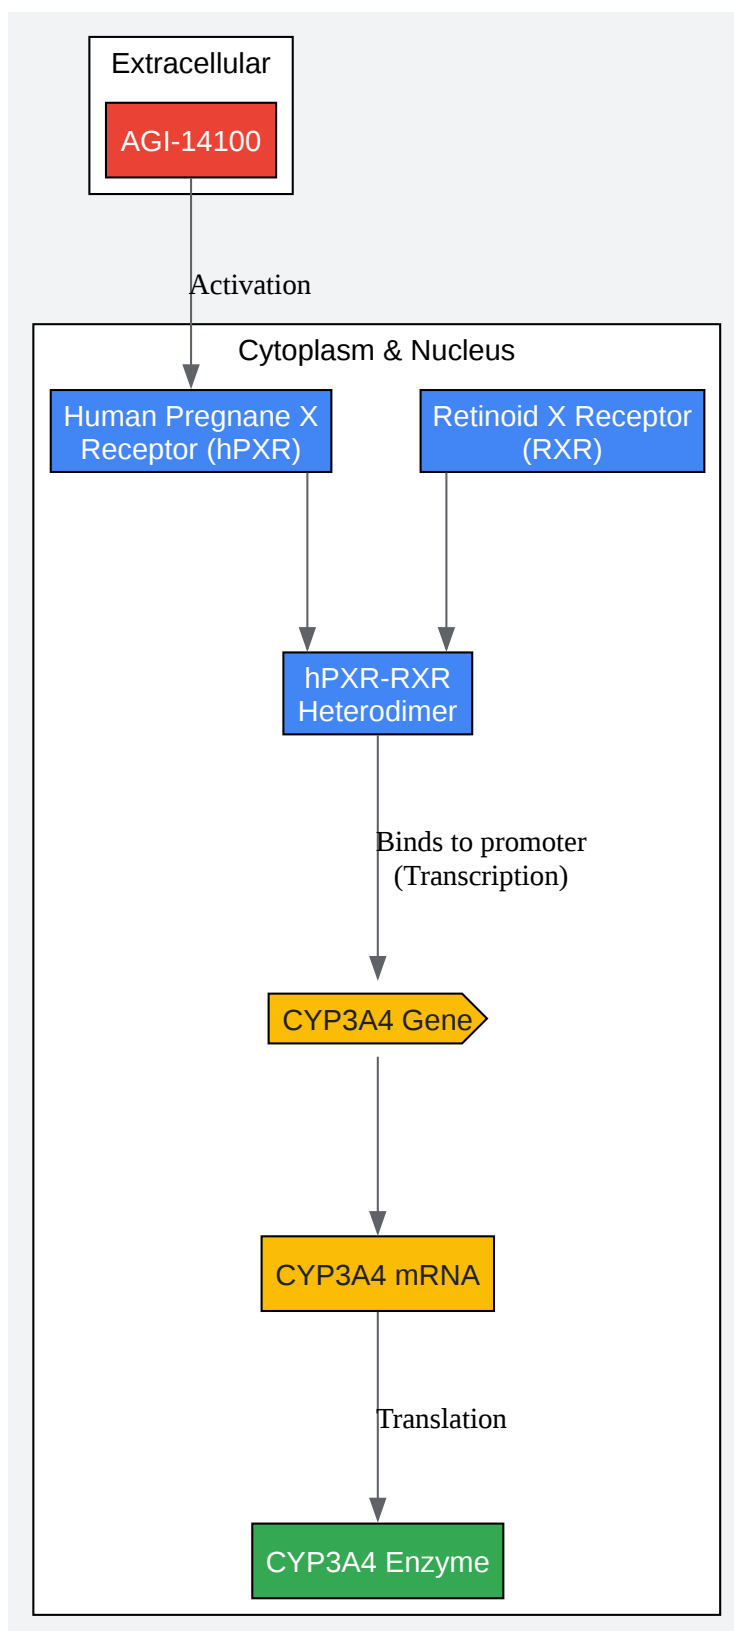 Extracellular
AGI-14100
Activation
Cytoplasm & Nucleus
Human Pregnane X
Receptor (hPXR)
Retinoid X Receptor
(RXR)
hPXR-RXR
Heterodimer
Binds to promoter
(Transcription)
CYP3A4 Gene
CYP3A4 mRNA
Translation
CYP3A4 Enzyme